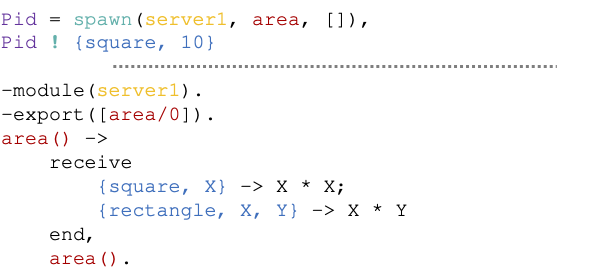 Pid = spawn(server1, area, []),
Pid ! {square, 10}
-module(server1).
-export([area/0]).
area() ->
    receive
        {square, X} -> X * X;
        {rectangle, X, Y} -> X * Y
    end,
    area().